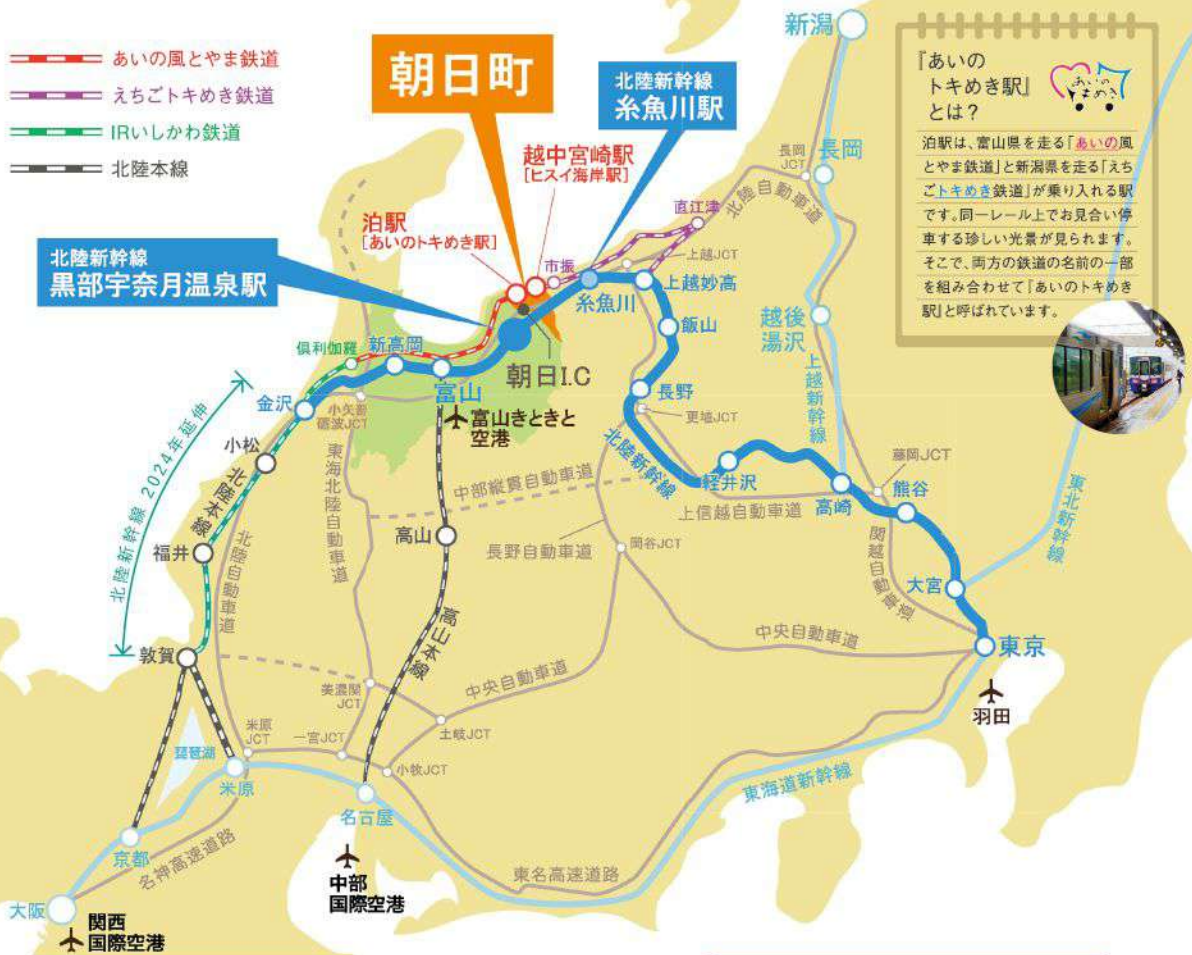 あいの風とやま鉄道
えちごトキめき鉄道
IRいしかわ鉄道
北陸本線
朝日町
北陸新幹線
糸魚川駅
新潟
『あいの
トキめき駅』
とは？
あいの
トキめき
泊駅は、富山県を走る「あいの風
とやま鉄道」と新潟県を走る「えち
ごトキめき鉄道」が乗り入れる駅
です。同一レール上でお見合い停
車する珍しい光景が見られます。
そこで、両方の鉄道の名前の一部
を組み合わせて『あいのトキめき
駅』と呼ばれています。
越中宮崎駅
[ヒスイ海岸駅]
長岡
JCT
長岡
北陸自動車道
直江津
泊駅
[あいのトキめき駅]
北陸新幹線
黒部宇奈月温泉駅
市振
上越JCT
糸魚川
上越妙高
飯山
越後
湯沢
上越新幹線
倶利伽羅
新高岡
富山
朝日I.C
長野
更埴JCT
金沢
小矢部
砺波JCT
富山きときと
空港
北陸新幹線
軽井沢
高崎
藤岡JCT
熊谷
東北新幹線
北陸新幹線 2024年延伸
小松
北陸本線
東海北陸自動車道
中部縦貫自動車道
上信越自動車道
関越自動車道
福井
北陸自動車道
高山
長野自動車道
岡谷JCT
大宮
高山本線
中央自動車道
東京
敦賀
美濃関
JCT
中央自動車道
羽田
米原
JCT
一宮JCT
土岐JCT
琵琶湖
小牧JCT
米原
名古屋
東海道新幹線
京都
名神高速道路
東名高速道路
中部
国際空港
大阪
関西
国際空港